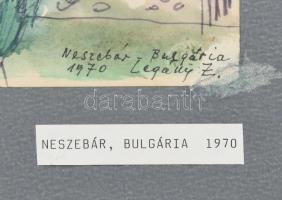 Neszebár, Bulgária
1970 Legány Z.
darabanth
NESZEBÁR, BULGÁRIA 1970